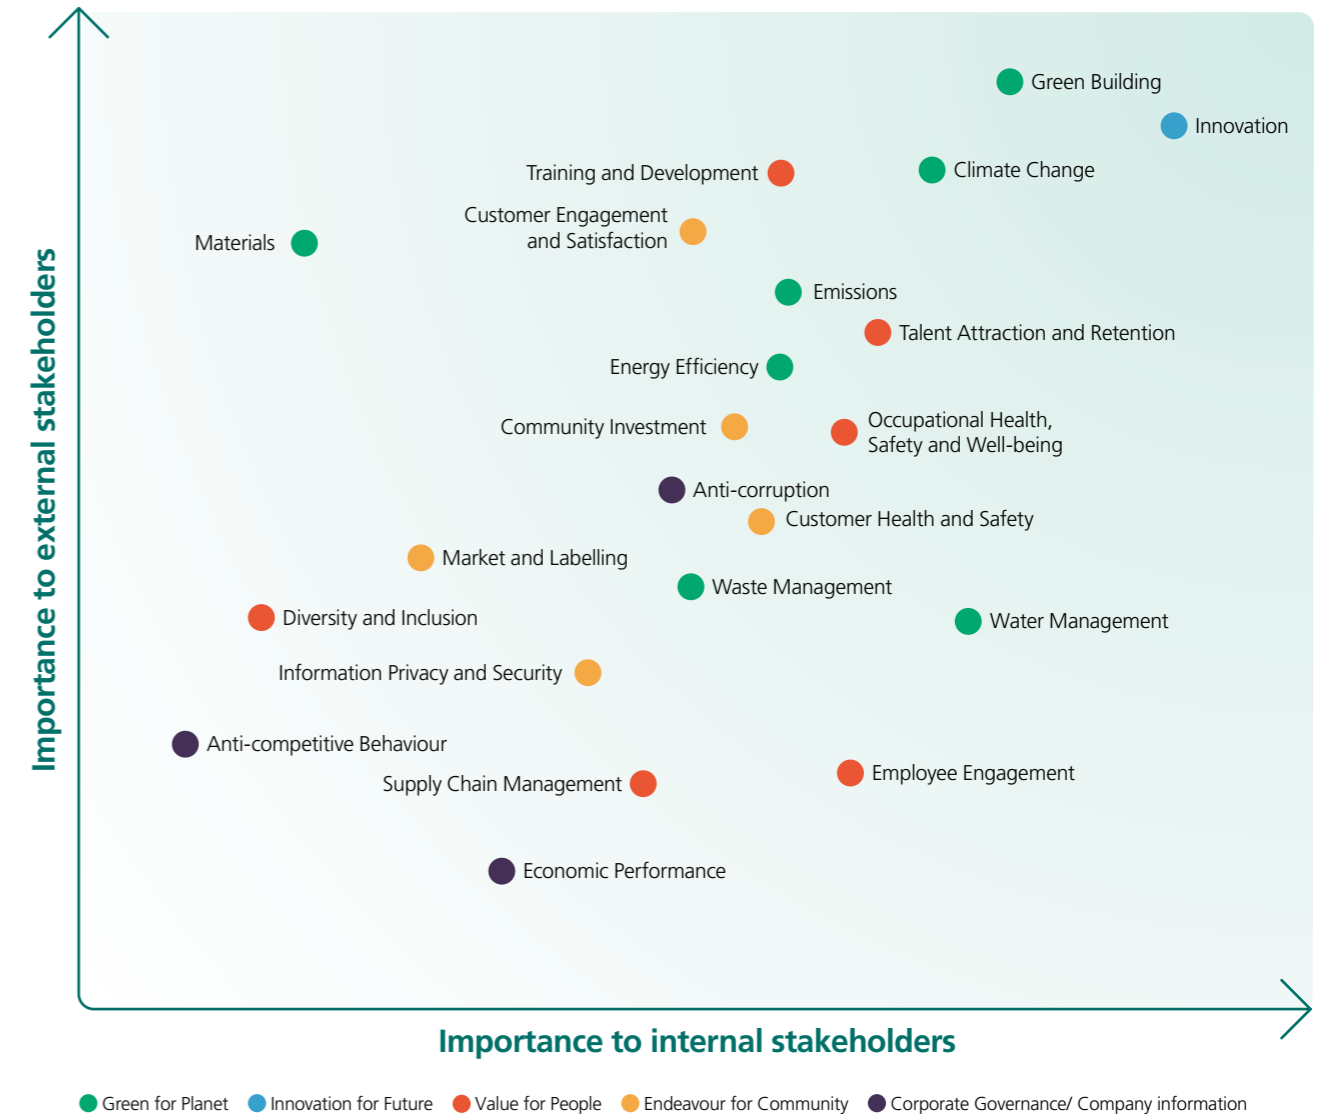 Green Building
Innovation
Training and Development
Climate Change
Customer Engagement
and Satisfaction
Materials
Emissions
Talent Attraction and Retention
Energy Efficiency
Community Investment
Occupational Health,
Safety and Well-being
Anti-corruption
Customer Health and Safety
Market and Labelling
Waste Management
Diversity and Inclusion
Water Management
Information Privacy and Security
Anti-competitive Behaviour
Employee Engagement
Supply Chain Management
Economic Performance
Importance to external stakeholders
Importance to internal stakeholders
Green for Planet
Innovation for Future
Value for People
Endeavour for Community
Corporate Governance/ Company information